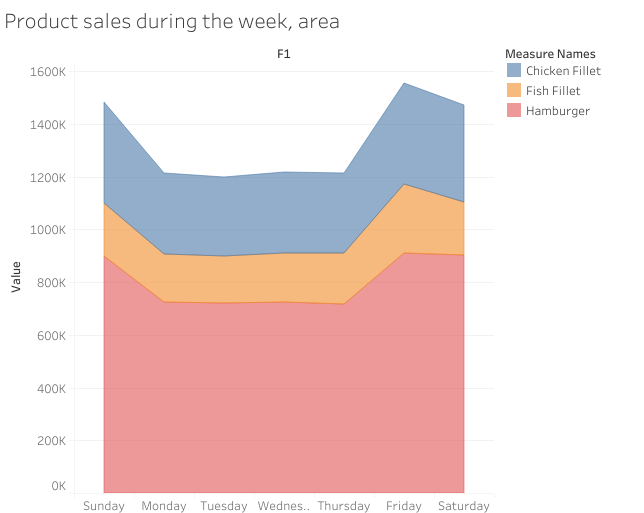 Product sales during the week, area
F1
Measure Names
Chicken Fillet
Fish Fillet
Hamburger
1600K
1400K
1200K
1000K
800K
600K
400K
200K
0K
Value
Sunday Monday Tuesday Wednes.. Thursday Friday Saturday